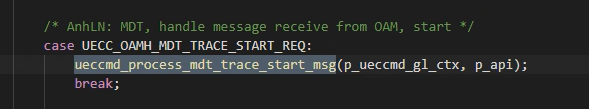 /* AnhLN: MDT, handle message receive from OAM, start */
case UECC_OAMH_MDT_TRACE_START_REQ:
ueccmd_process_mdt_trace_start_msg(p_ueccmd_gl_ctx, p_api);
break;